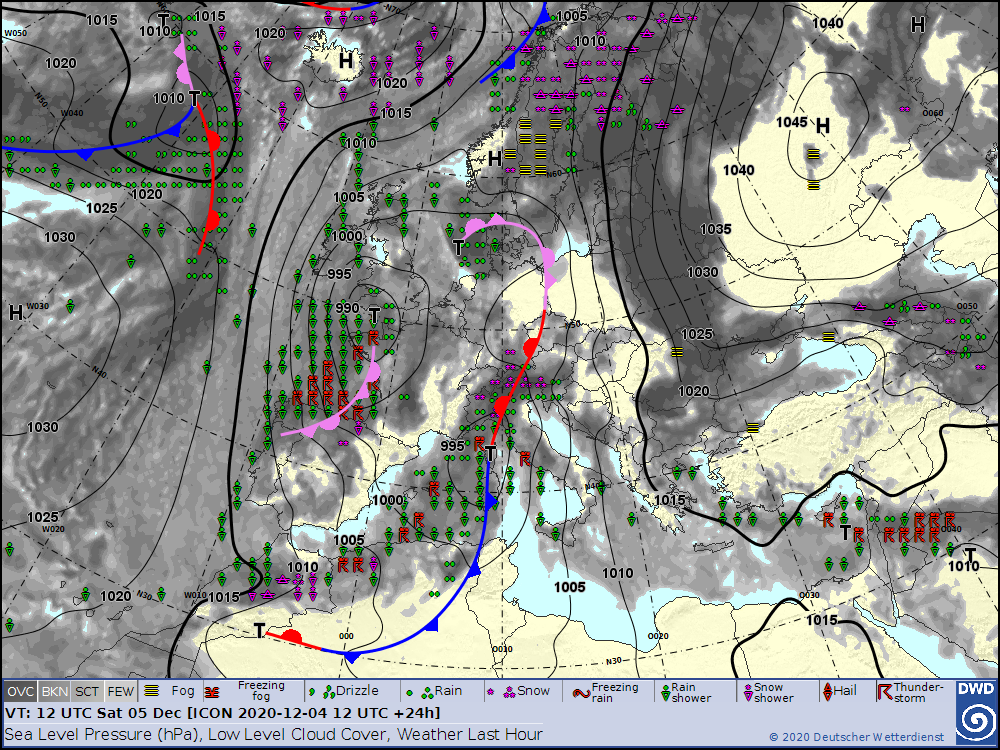 1015
T
1015
1010
W050
1020
N70
1005
1040
H
1020
H
1010
1020
N50
1010
T
W040
1015
1045
H
O060
1010
H
1040
N60
1020
1005
1025
1030
1000
T
1035
995
1030
H
W030
990
T
O050
N50
1025
N40
1020
1030
995
T
N40
1000
1015
1025
W020
T
O040
1005
T
1010
1010
1010
1005
1020
N30
W010
1015
O030
1015
T
000
O020
O010
N30
OVC BKN SCT FEW Fog Freezing fog Drizzle Rain Snow Freezing rain Rain shower Snow shower Hail Thunder-storm DWD
VT: 12 UTC Sat 05 Dec [ICON 2020-12-04 12 UTC +24h]
Sea Level Pressure (hPa), Low Level Cloud Cover, Weather Last Hour
© 2020 Deutscher Wetterdienst